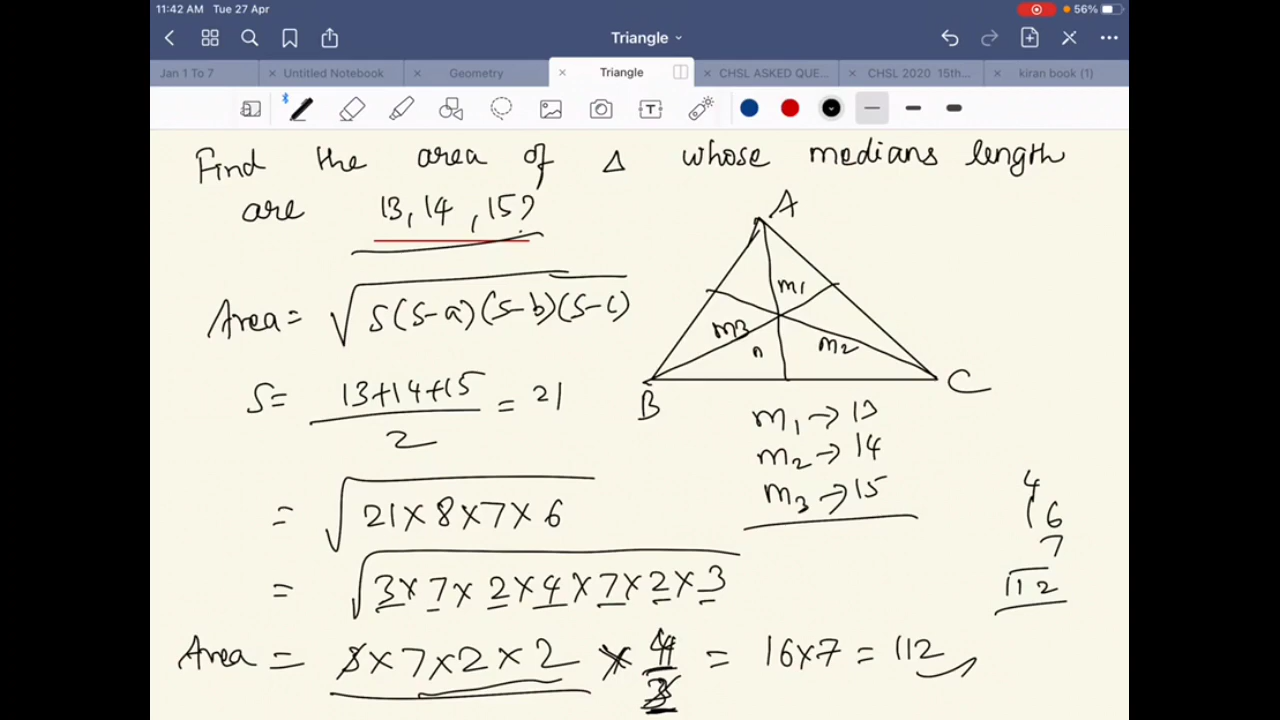 11:42 AM Tue 27 Apr
56%
Triangle
Jan 1 To 7
Untitled Notebook
Geometry
Triangle
CHSL ASKED QUE...
CHSL 2020 15th...
kiran book (1)
Find the area of Δ whose medians length
are 13, 14, 15?
A
Area = √S(S-a)(S-b)(S-c)
m1
m3
m2
S = (13+14+15)/2 = 21
B
C
m1 → 13
m2 → 14
m3 → 15
= √21×8×7×6
4
16
7
112
= √3×7×2×4×7×2×3
Area = 3×7×2×2 × 4/3 = 16×7 = 112